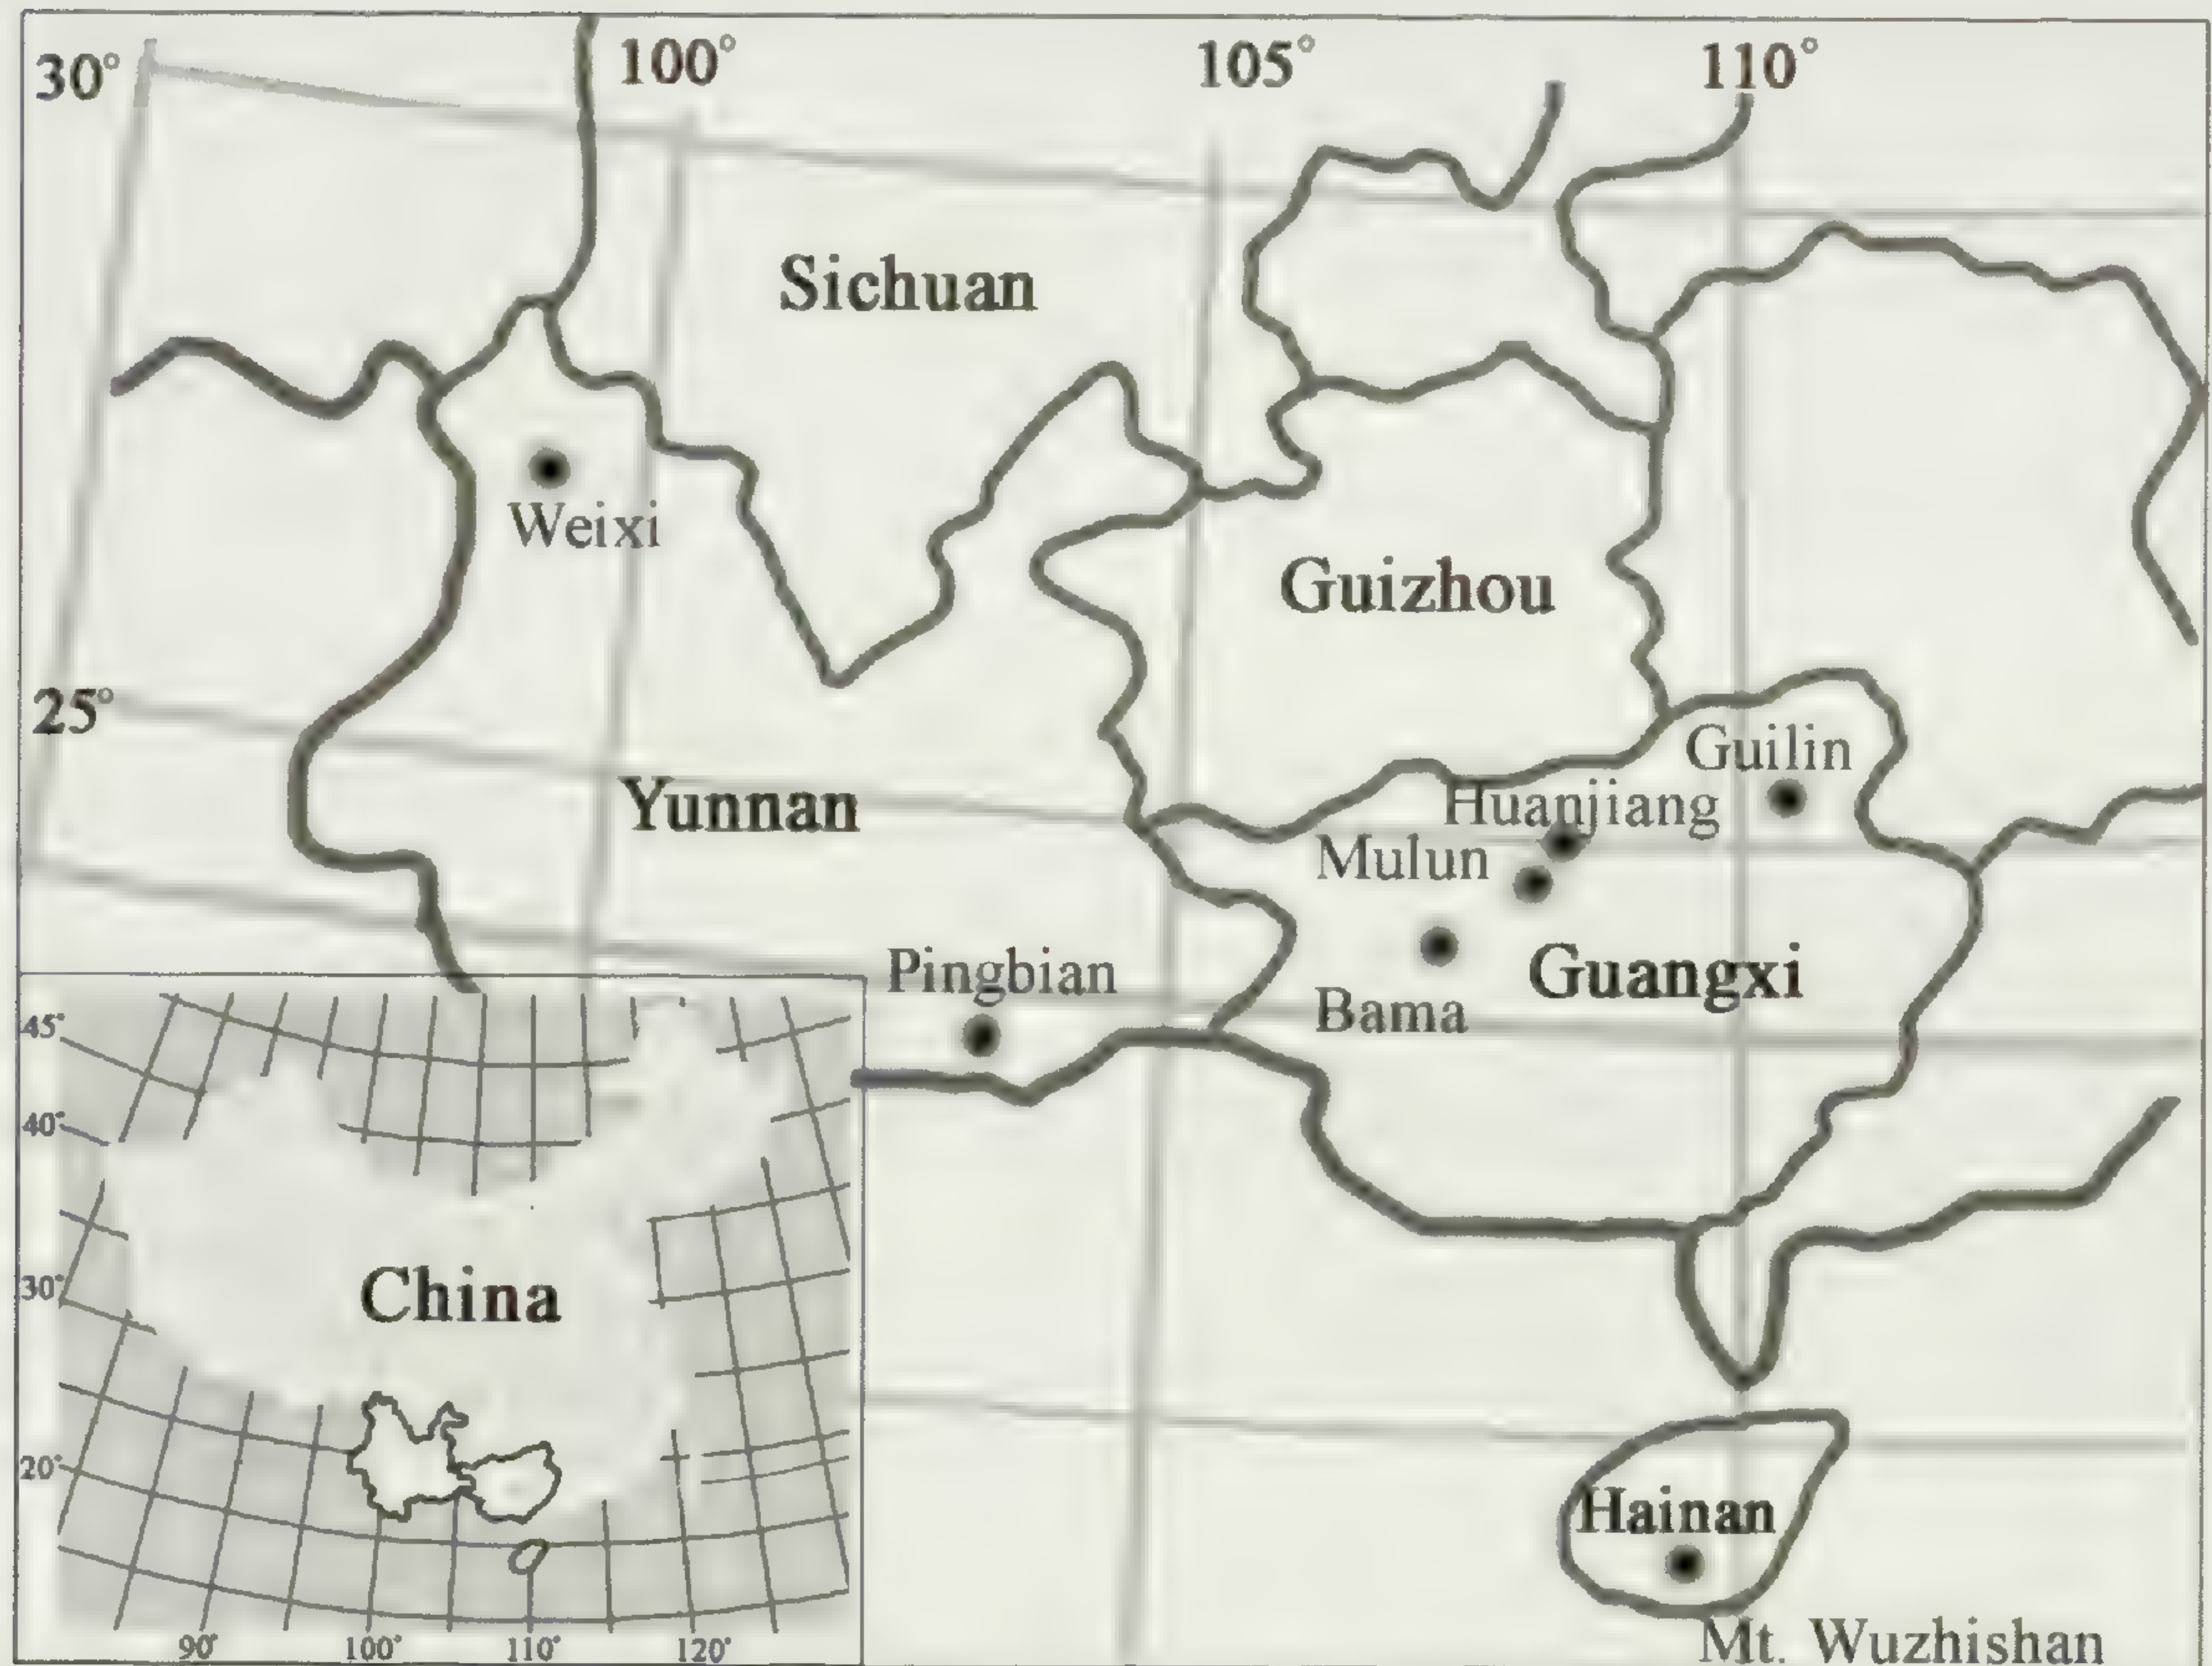 30° 100° 105° 110°
Sichuan
Weixi
Guizhou
25°
Guilin
Yunnan
Huanjiang
Mulun
Pingbian
Guangxi
Bama
45°
40°
China
30°
20°
Hainan
90° 100° 110° 120°
Mt. Wuzhishan